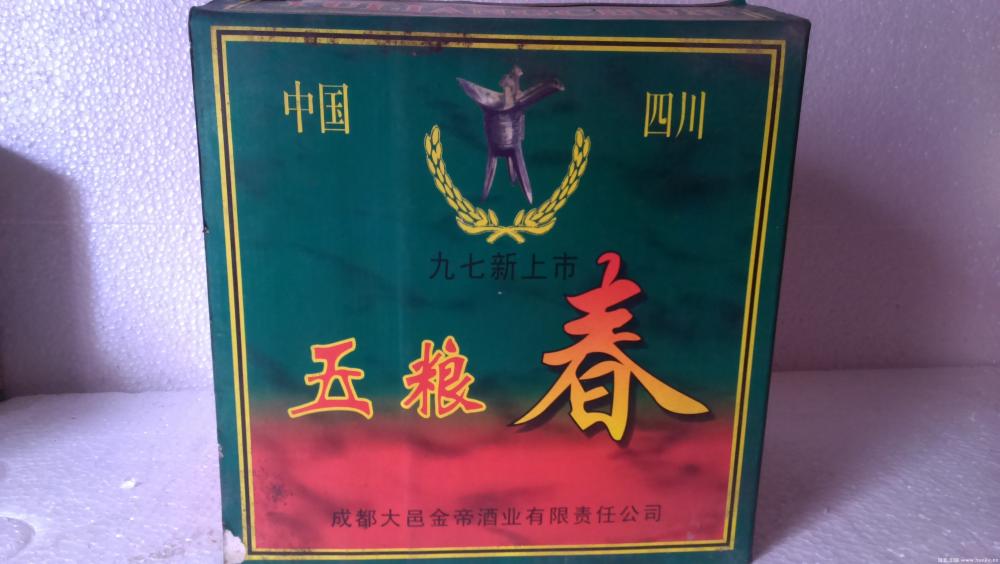 中国
四川
九七新上市
五粮春
成都大邑金帝酒业有限责任公司